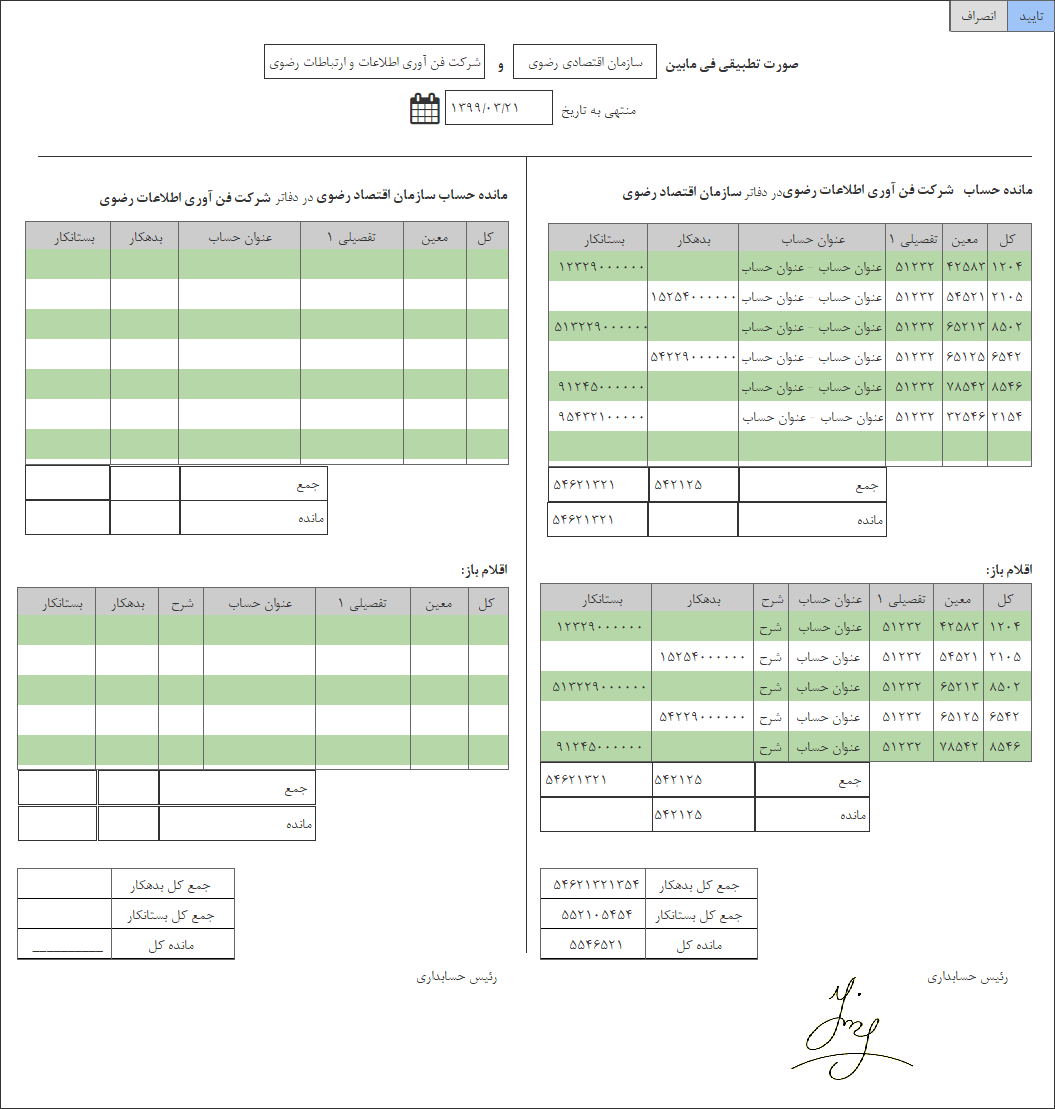 تایید انصراف
صورت تطبیقی فی مابین سازمان اقتصادی رضوی و شرکت فن آوری اطلاعات و ارتباطات رضوی
منتهی به تاریخ ۱۳۹۹/۰۳/۲۱
مانده حساب شرکت فن آوری اطلاعات رضوی در دفاتر سازمان اقتصاد رضوی
کل معین تفصیلی ۱ عنوان حساب بدهکار بستانکار
۱۲۰۴ ۴۲۵۸۳ ۵۱۲۳۲ عنوان حساب - عنوان حساب ۱۲۳۲۹۰۰۰۰۰۰
۲۱۰۵ ۵۴۵۲۱ ۵۱۲۳۲ عنوان حساب - عنوان حساب ۱۵۲۵۴۰۰۰۰۰۰
۸۵۰۲ ۶۵۲۱۳ ۵۱۲۳۲ عنوان حساب - عنوان حساب ۵۱۳۲۲۹۰۰۰۰۰۰
۶۵۴۲ ۶۵۱۲۵ ۵۱۲۳۲ عنوان حساب - عنوان حساب ۵۴۲۲۹۰۰۰۰۰۰
۸۵۴۶ ۷۸۵۴۲ ۵۱۲۳۲ عنوان حساب - عنوان حساب ۹۱۲۴۵۰۰۰۰۰۰
۲۱۵۴ ۳۲۵۴۶ ۵۱۲۳۲ عنوان حساب - عنوان حساب ۹۵۴۳۲۱۰۰۰۰۰
جمع ۵۴۲۱۲۵ ۵۴۶۲۱۳۲۱
مانده ۵۴۶۲۱۳۲۱
اقلام باز:
کل معین تفصیلی ۱ عنوان حساب شرح بدهکار بستانکار
۱۲۰۴ ۴۲۵۸۳ ۵۱۲۳۲ عنوان حساب شرح ۱۲۳۲۹۰۰۰۰۰۰
۲۱۰۵ ۵۴۵۲۱ ۵۱۲۳۲ عنوان حساب شرح ۱۵۲۵۴۰۰۰۰۰۰
۸۵۰۲ ۶۵۲۱۳ ۵۱۲۳۲ عنوان حساب شرح ۵۱۳۲۲۹۰۰۰۰۰۰
۶۵۴۲ ۶۵۱۲۵ ۵۱۲۳۲ عنوان حساب شرح ۵۴۲۲۹۰۰۰۰۰۰
۸۵۴۶ ۷۸۵۴۲ ۵۱۲۳۲ عنوان حساب شرح ۹۱۲۴۵۰۰۰۰۰۰
جمع ۵۴۲۱۲۵ ۵۴۶۲۱۳۲۱
مانده ۵۴۲۱۲۵
جمع کل بدهکار ۵۴۶۲۱۳۲۱۳۵۴
جمع کل بستانکار ۵۵۲۱۰۵۴۵۴
مانده کل ۵۵۴۶۵۲۱
رئیس حسابداری
مانده حساب سازمان اقتصاد رضوی در دفاتر شرکت فن آوری اطلاعات رضوی
کل معین تفصیلی ۱ عنوان حساب بدهکار بستانکار
جمع
مانده
اقلام باز:
کل معین تفصیلی ۱ عنوان حساب شرح بدهکار بستانکار
جمع
مانده
جمع کل بدهکار
جمع کل بستانکار
مانده کل __________
رئیس حسابداری